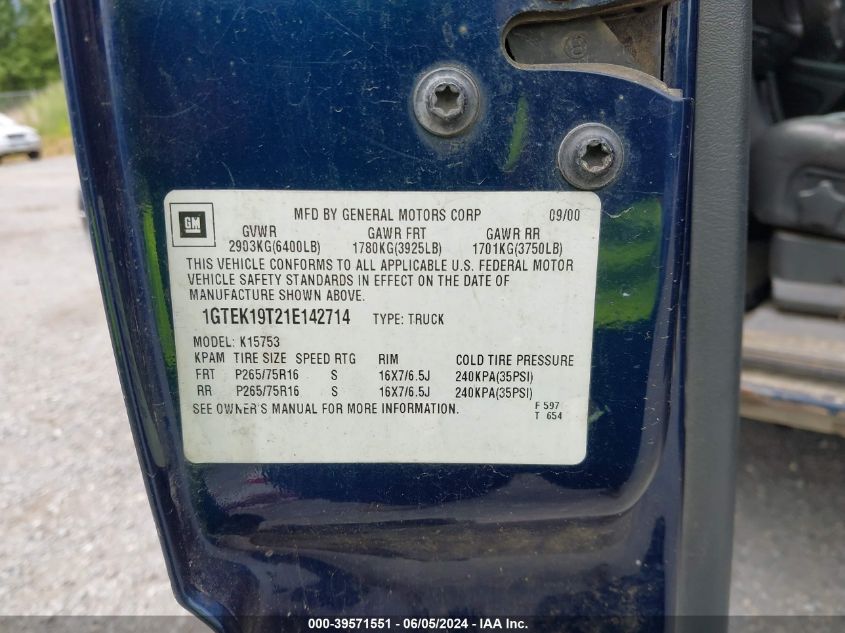 GM
MFD BY GENERAL MOTORS CORP 09/00
GVWR GAWR FRT GAWR RR
2903KG(6400LB) 1780KG(3925LB) 1701KG(3750LB)
THIS VEHICLE CONFORMS TO ALL APPLICABLE U.S. FEDERAL MOTOR
VEHICLE SAFETY STANDARDS IN EFFECT ON THE DATE OF
MANUFACTURE SHOWN ABOVE.
1GTEK19T21E142714 TYPE: TRUCK
MODEL: K15753
KPAM TIRE SIZE SPEED RTG RIM COLD TIRE PRESSURE
FRT P265/75R16 S 16X7/6.5J 240KPA(35PSI)
RR P265/75R16 S 16X7/6.5J 240KPA(35PSI)
SEE OWNER'S MANUAL FOR MORE INFORMATION. F 597
T 654
000-39571551 - 06/05/2024 - IAA Inc.